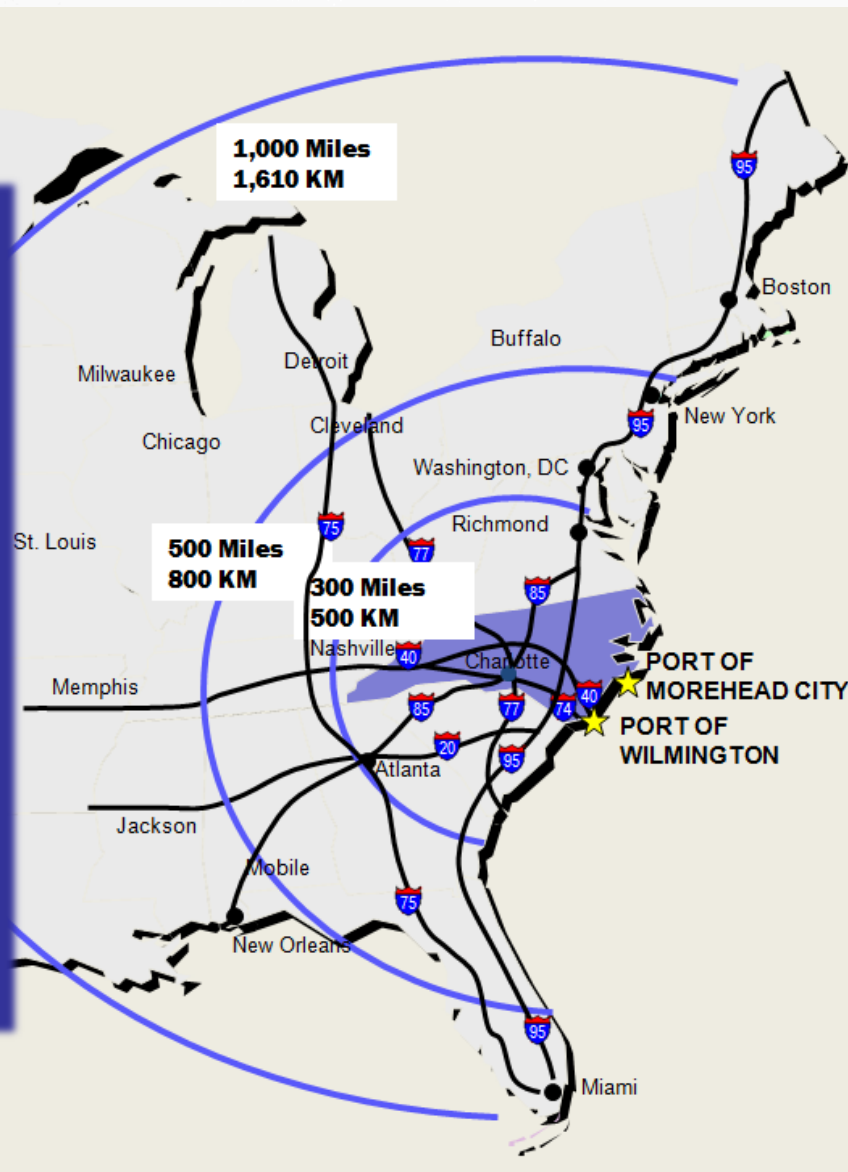 1,000 Miles
1,610 KM
95
Boston
Buffalo
Detroit
Milwaukee
New York
95
Cleveland
Chicago
Washington, DC
Richmond
75
St. Louis
500 Miles
800 KM
77
300 Miles
500 KM
85
Nashville
40
Charlotte
PORT OF
MOREHEAD CITY
Memphis
40
85
77
74
PORT OF
WILMINGTON
20
95
Atlanta
Jackson
Mobile
75
New Orleans
95
Miami